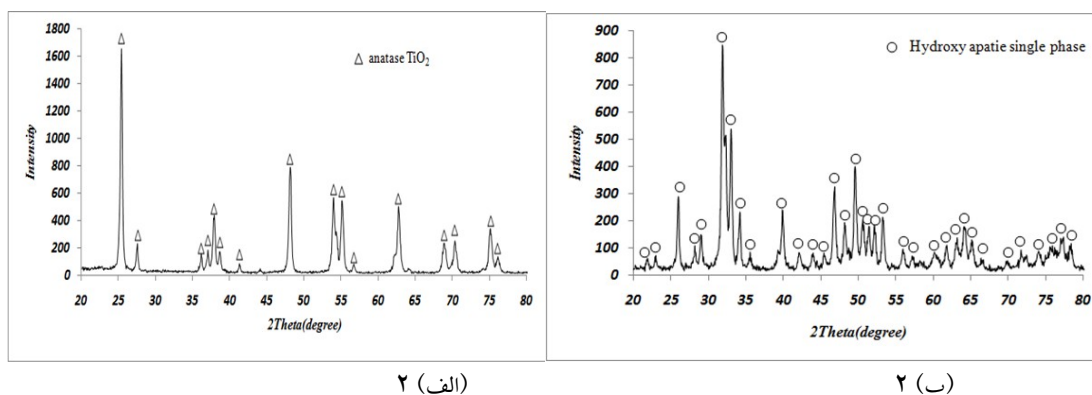 1800
1600
1400
1200
1000
800
600
400
200
0
Intensity
△ anatase TiO₂
20 25 30 35 40 45 50 55 60 65 70 75 80
2Theta(degree)
(الف) ۲
900
800
700
600
500
400
300
200
100
0
Intensity
○ Hydroxy apatie single phase
20 25 30 35 40 45 50 55 60 65 70 75 80
2Theta(degree)
(ب) ۲